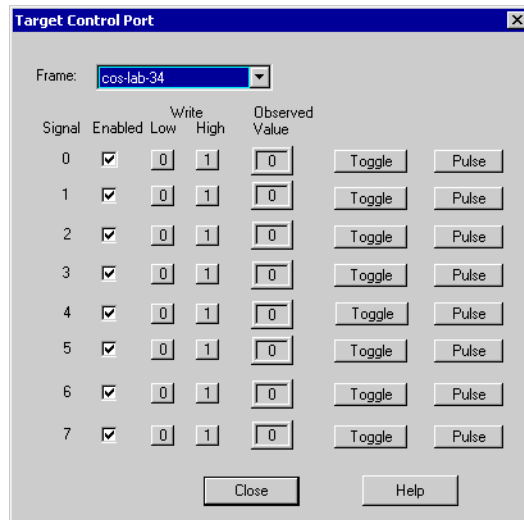 Target Control Port
Frame: cos-lab-34
Write Observed
Signal Enabled Low High Value
0 0 1 0 Toggle Pulse
1 0 1 0 Toggle Pulse
2 0 1 0 Toggle Pulse
3 0 1 0 Toggle Pulse
4 0 1 0 Toggle Pulse
5 0 1 0 Toggle Pulse
6 0 1 0 Toggle Pulse
7 0 1 0 Toggle Pulse
Close Help